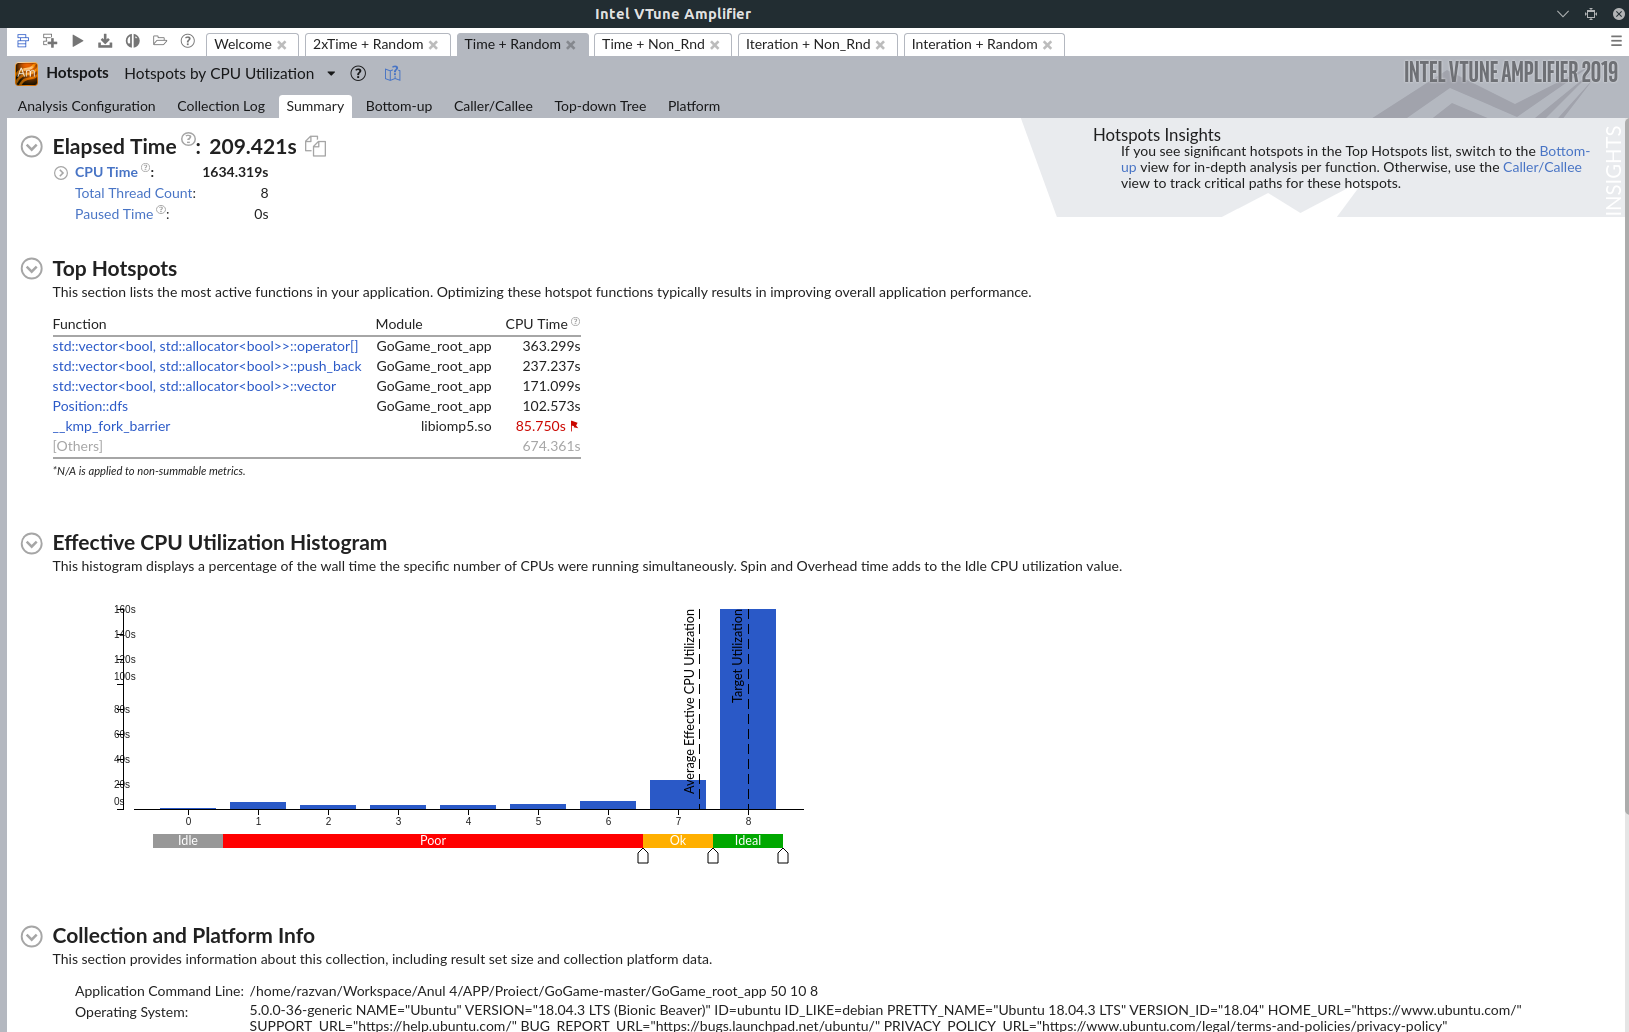 Intel VTune Amplifier
Welcome 2xTime + Random Time + Random Time + Non_Rnd Iteration + Non_Rnd Interation + Random
Hotspots Hotspots by CPU Utilization INTEL VTUNE AMPLIFIER 2019
Analysis Configuration Collection Log Summary Bottom-up Caller/Callee Top-down Tree Platform
Elapsed Time : 209.421s
CPU Time : 1634.319s
Total Thread Count: 8
Paused Time : 0s
Hotspots Insights
If you see significant hotspots in the Top Hotspots list, switch to the Bottom-
up view for in-depth analysis per function. Otherwise, use the Caller/Callee
view to track critical paths for these hotspots.
INSIGHTS
Top Hotspots
This section lists the most active functions in your application. Optimizing these hotspot functions typically results in improving overall application performance.
Function Module CPU Time
std::vector<bool, std::allocator<bool>>::operator[] GoGame_root_app 363.299s
std::vector<bool, std::allocator<bool>>::push_back GoGame_root_app 237.237s
std::vector<bool, std::allocator<bool>>::vector GoGame_root_app 171.099s
Position::dfs GoGame_root_app 102.573s
__kmp_fork_barrier libiomp5.so 85.750s
[Others] 674.361s
*N/A is applied to non-summable metrics.
Effective CPU Utilization Histogram
This histogram displays a percentage of the wall time the specific number of CPUs were running simultaneously. Spin and Overhead time adds to the Idle CPU utilization value.
160s
140s
120s
100s
80s
60s
40s
20s
0s
Average Effective CPU Utilization
Target Utilization
0 1 2 3 4 5 6 7 8
Idle Poor Ok Ideal
Collection and Platform Info
This section provides information about this collection, including result set size and collection platform data.
Application Command Line: /home/razvan/Workspace/Anul 4/APP/Proiect/GoGame-master/GoGame_root_app 50 10 8
Operating System: 5.0.0-36-generic NAME="Ubuntu" VERSION="18.04.3 LTS (Bionic Beaver)" ID=ubuntu ID_LIKE=debian PRETTY_NAME="Ubuntu 18.04.3 LTS" VERSION_ID="18.04" HOME_URL="https://www.ubuntu.com/"
SUPPORT_URL="https://help.ubuntu.com/" BUG_REPORT_URL="https://bugs.launchpad.net/ubuntu/" PRIVACY_POLICY_URL="https://www.ubuntu.com/legal/terms-and-policies/privacy-policy"